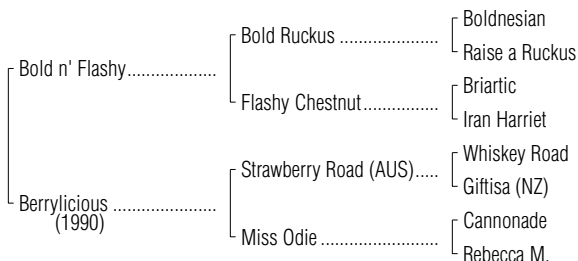 Boldnesian
Bold Ruckus ..................
Raise a Ruckus
Bold n' Flashy...................
Briartic
Flashy Chestnut..............
Iran Harriet
Whiskey Road
Strawberry Road (AUS).....
Giftisa (NZ)
Berrylicious .....................
(1990)
Cannonade
Miss Odie .......................
Rebecca M.